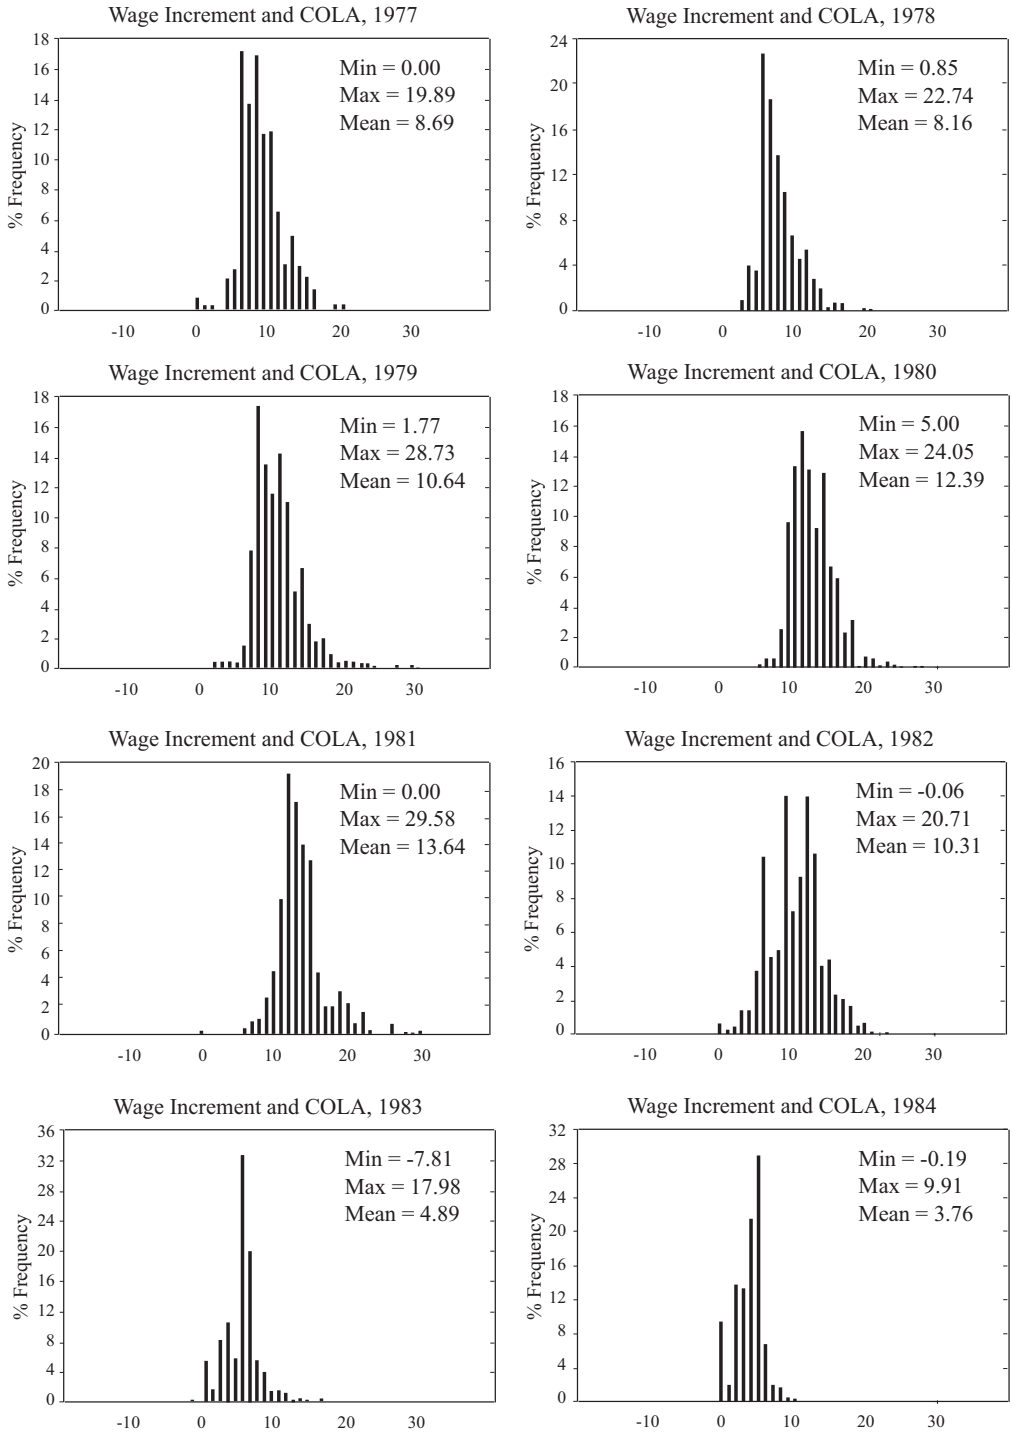 Wage Increment and COLA, 1977
18
16
14
12
10
8
6
4
2
0
% Frequency
Min = 0.00
Max = 19.89
Mean = 8.69
-10 0 10 20 30
Wage Increment and COLA, 1978
24
20
16
12
8
4
0
% Frequency
Min = 0.85
Max = 22.74
Mean = 8.16
-10 0 10 20 30
Wage Increment and COLA, 1979
18
16
14
12
10
8
6
4
2
0
% Frequency
Min = 1.77
Max = 28.73
Mean = 10.64
-10 0 10 20 30
Wage Increment and COLA, 1980
18
16
14
12
10
8
6
4
2
0
% Frequency
Min = 5.00
Max = 24.05
Mean = 12.39
-10 0 10 20 30
Wage Increment and COLA, 1981
20
18
16
14
12
10
8
6
4
2
0
% Frequency
Min = 0.00
Max = 29.58
Mean = 13.64
-10 0 10 20 30
Wage Increment and COLA, 1982
16
14
12
10
8
6
4
2
0
% Frequency
Min = -0.06
Max = 20.71
Mean = 10.31
-10 0 10 20 30
Wage Increment and COLA, 1983
36
32
28
24
20
16
12
8
4
0
% Frequency
Min = -7.81
Max = 17.98
Mean = 4.89
-10 0 10 20 30
Wage Increment and COLA, 1984
32
28
24
20
16
12
8
4
0
% Frequency
Min = -0.19
Max = 9.91
Mean = 3.76
-10 0 10 20 30